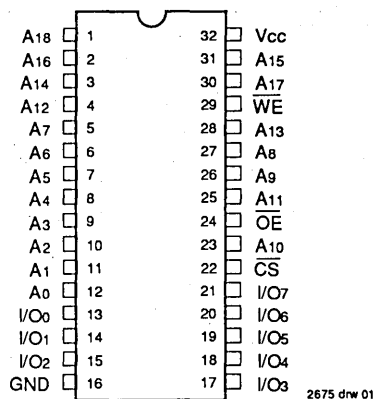 A18 1 32 Vcc
A16 2 31 A15
A14 3 30 A17
A12 4 29 WE
A7 5 28 A13
A6 6 27 A8
A5 7 26 A9
A4 8 25 A11
A3 9 24 OE
A2 10 23 A10
A1 11 22 CS
A0 12 21 I/O7
I/O0 13 20 I/O6
I/O1 14 19 I/O5
I/O2 15 18 I/O4
GND 16 17 I/O3
2675 drw 01